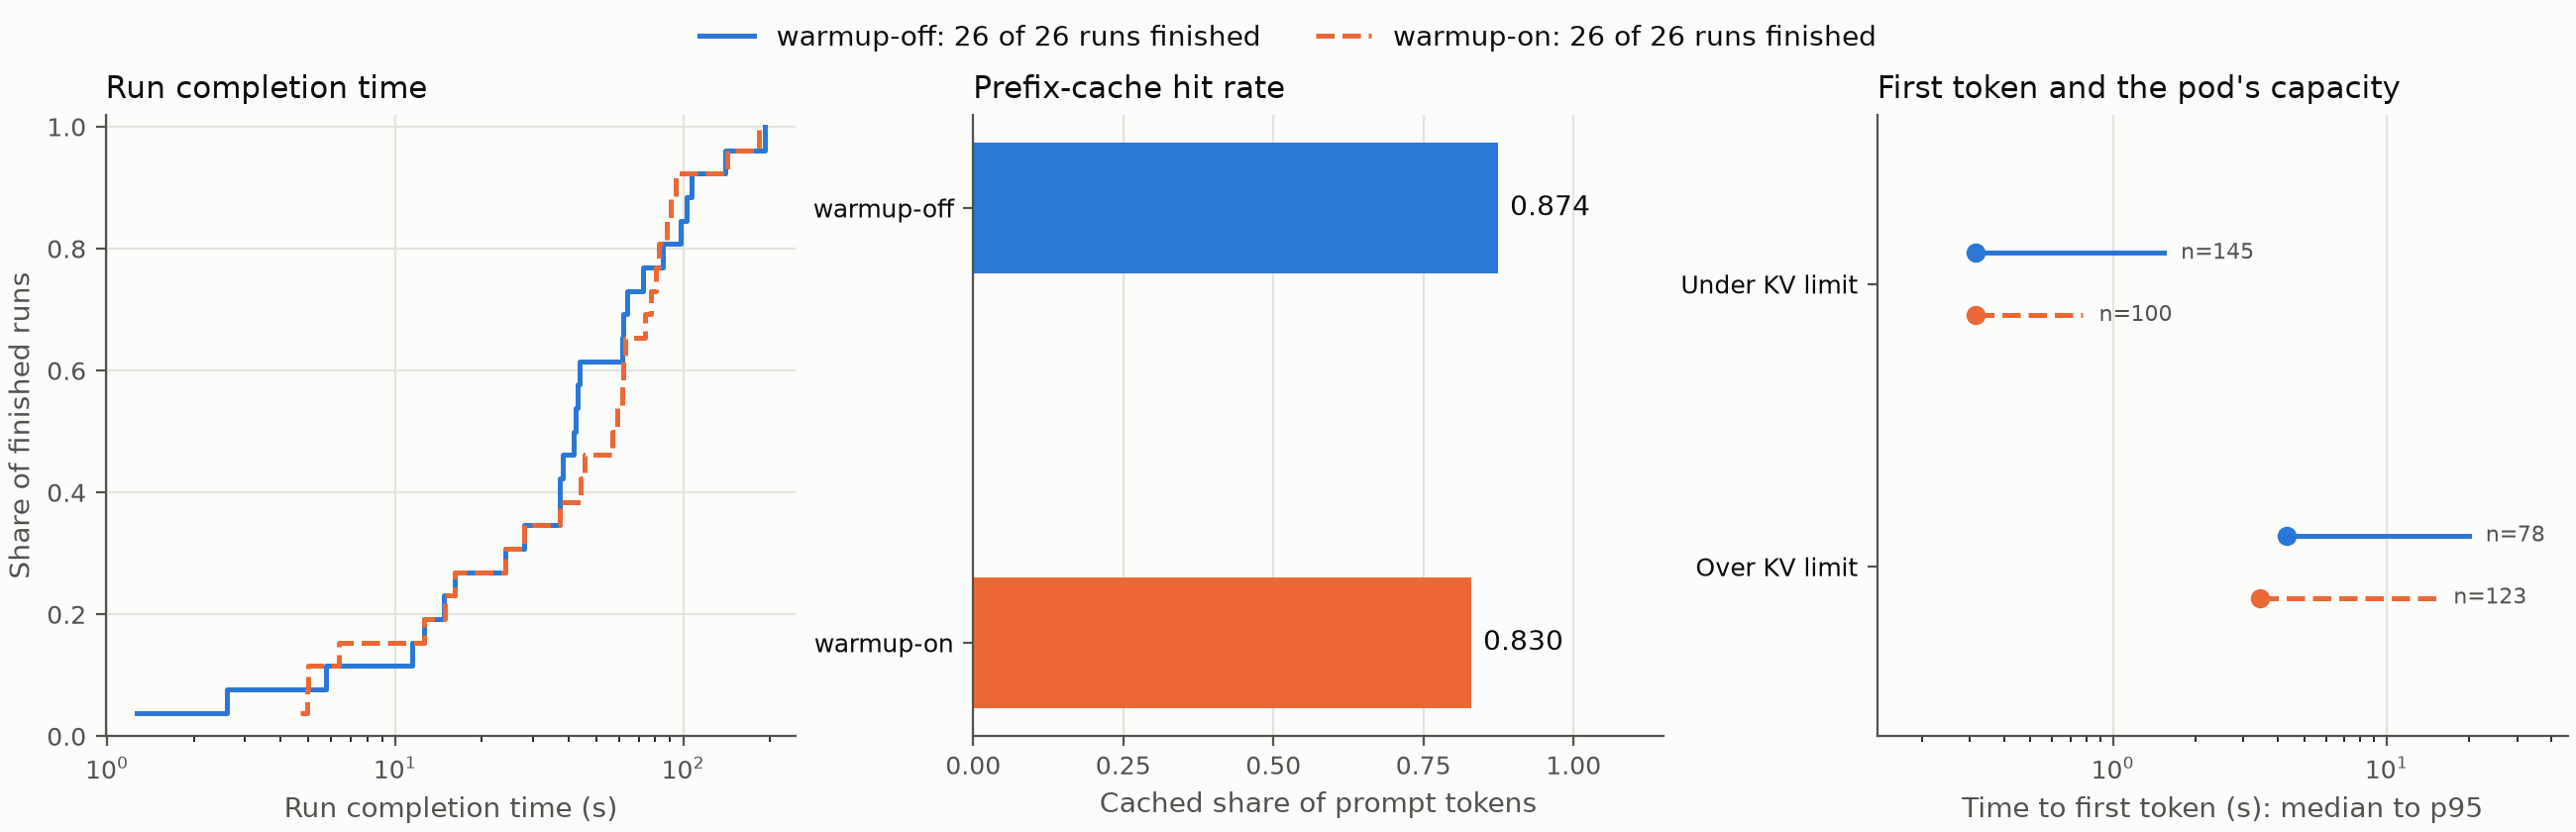 warmup-off: 26 of 26 runs finished
warmup-on: 26 of 26 runs finished
Run completion time
Share of finished runs
1.0
0.8
0.6
0.4
0.2
0.0
10⁰
10¹
10²
Run completion time (s)
Prefix-cache hit rate
warmup-off
0.874
warmup-on
0.830
0.00
0.25
0.50
0.75
1.00
Cached share of prompt tokens
First token and the pod's capacity
Under KV limit
n=145
n=100
Over KV limit
n=78
n=123
10⁰
10¹
Time to first token (s): median to p95